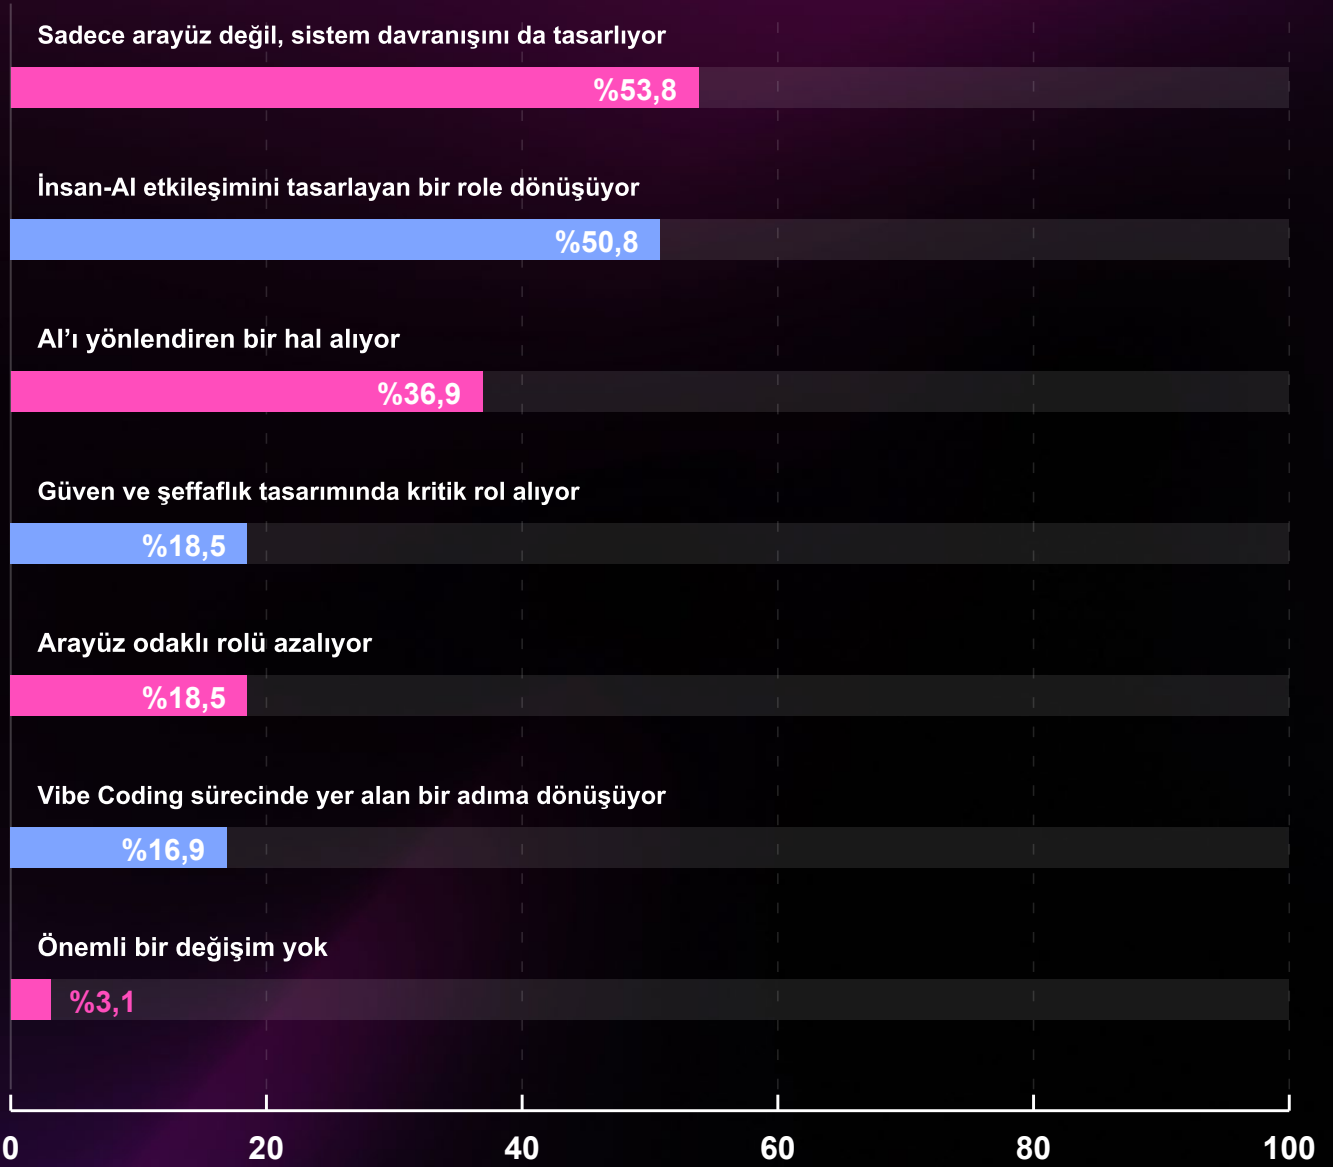 Sadece arayüz değil, sistem davranışını da tasarlıyor
%53,8
İnsan-AI etkileşimini tasarlayan bir role dönüşüyor
%50,8
AI’ı yönlendiren bir hal alıyor
%36,9
Güven ve şeffaflık tasarımında kritik rol alıyor
%18,5
Arayüz odaklı rolü azalıyor
%18,5
Vibe Coding sürecinde yer alan bir adıma dönüşüyor
%16,9
Önemli bir değişim yok
%3,1
0 20 40 60 80 100